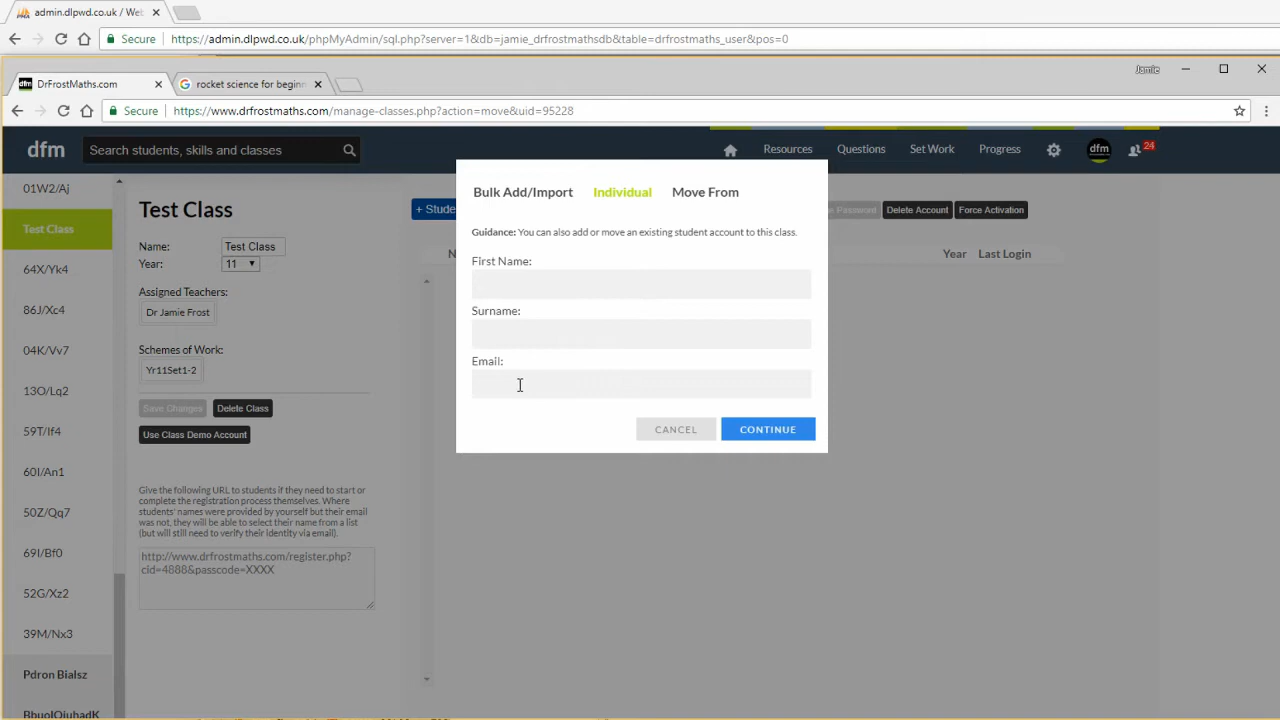 admin.dlpwd.co.uk / Web
Secure https://admin.dlpwd.co.uk/phpMyAdmin/sql.php?server=1&db=jamie_drfrostmathsdb&table=drfrostmaths_user&pos=0
Jamie
DrFrostMaths.com
rocket science for beginn
Secure https://www.drfrostmaths.com/manage-classes.php?action=move&uid=95228
dfm
Search students, skills and classes
Resources
Questions
Set Work
Progress
dfm
24
01W2/Aj
Test Class
64X/Yk4
86J/Xc4
04K/Vv7
13O/Lq2
59T/If4
60I/An1
50Z/Qq7
69I/Bf0
52G/Xz2
39M/Nx3
Pdron Bialsz
Test Class
Name: Test Class
Year: 11
Assigned Teachers:
Dr Jamie Frost
Schemes of Work:
Yr11Set1-2
Save Changes Delete Class
Use Class Demo Account
Give the following URL to students if they need to start or
complete the registration process themselves. Where
students' names were provided by yourself but their email
was not, they will be able to select their name from a list
(but will still need to verify their identity via email).
http://www.drfrostmaths.com/register.php?
cid=4888&passcode=XXXX
+ Stude
Password Delete Account Force Activation
N
Year Last Login
Bulk Add/Import Individual Move From
Guidance: You can also add or move an existing student account to this class.
First Name:
Surname:
Email:
CANCEL CONTINUE